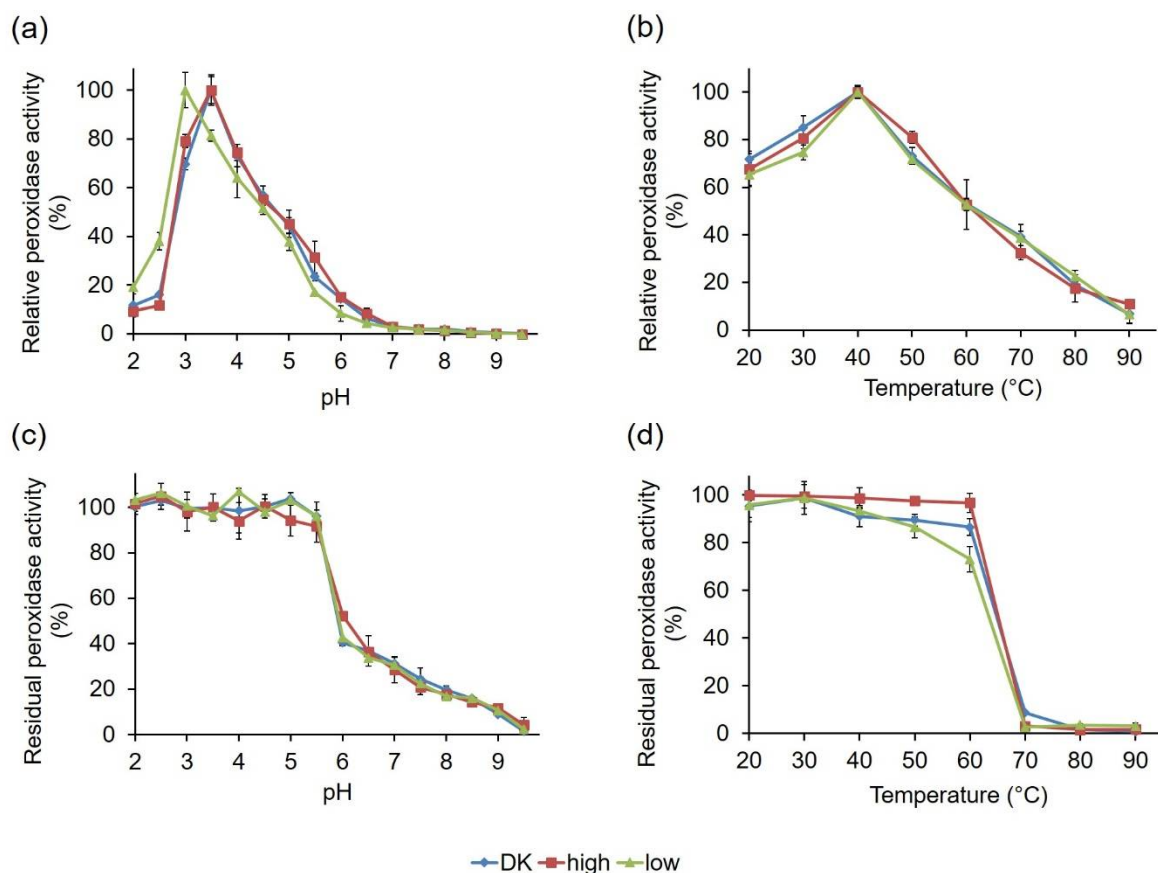 (a)
Relative peroxidase activity
(%)
100
80
60
40
20
0
2 3 4 5 6 7 8 9
pH
(b)
Relative peroxidase activity
(%)
100
80
60
40
20
0
20 30 40 50 60 70 80 90
Temperature (°C)
(c)
Residual peroxidase activity
(%)
100
80
60
40
20
0
2 3 4 5 6 7 8 9
pH
(d)
Residual peroxidase activity
(%)
100
80
60
40
20
0
20 30 40 50 60 70 80 90
Temperature (°C)
DK high low